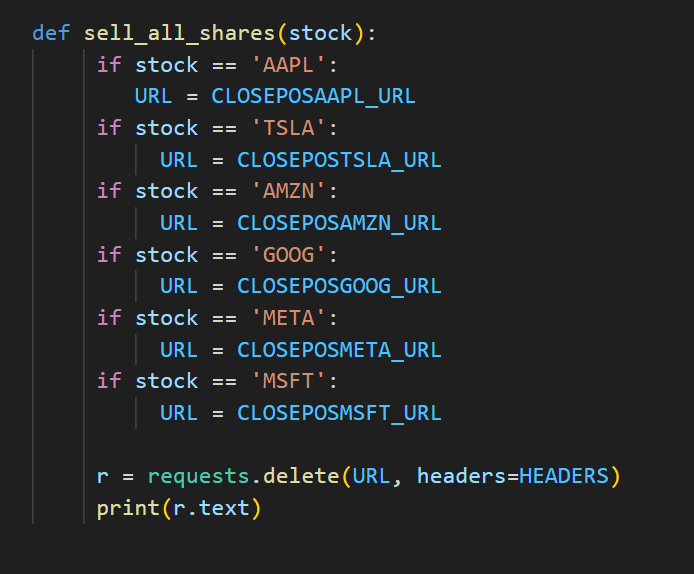 def sell_all_shares(stock):
if stock == 'AAPL':
URL = CLOSEPOSAAPL_URL
if stock == 'TSLA':
URL = CLOSEPOSTSLA_URL
if stock == 'AMZN':
URL = CLOSEPOSAMZN_URL
if stock == 'GOOG':
URL = CLOSEPOSGOOG_URL
if stock == 'META':
URL = CLOSEPOSMETA_URL
if stock == 'MSFT':
URL = CLOSEPOSMSFT_URL
r = requests.delete(URL, headers=HEADERS)
print(r.text)